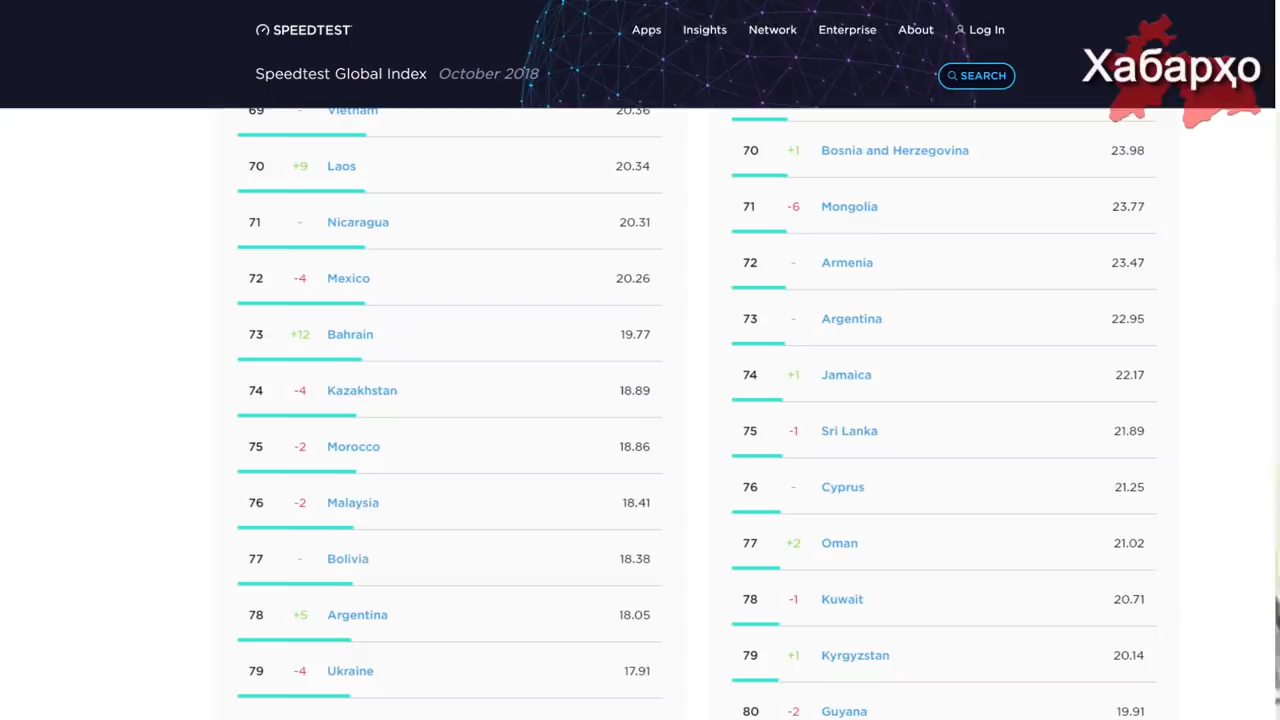 SPEEDTEST
Apps Insights Network Enterprise About Log In
Speedtest Global Index October 2018
SEARCH
Хабарҳо
69 - Vietnam 20.36
70 +9 Laos 20.34
71 - Nicaragua 20.31
72 -4 Mexico 20.26
73 +12 Bahrain 19.77
74 -4 Kazakhstan 18.89
75 -2 Morocco 18.86
76 -2 Malaysia 18.41
77 - Bolivia 18.38
78 +5 Argentina 18.05
79 -4 Ukraine 17.91
70 +1 Bosnia and Herzegovina 23.98
71 -6 Mongolia 23.77
72 - Armenia 23.47
73 - Argentina 22.95
74 +1 Jamaica 22.17
75 -1 Sri Lanka 21.89
76 - Cyprus 21.25
77 +2 Oman 21.02
78 -1 Kuwait 20.71
79 +1 Kyrgyzstan 20.14
80 -2 Guyana 19.91